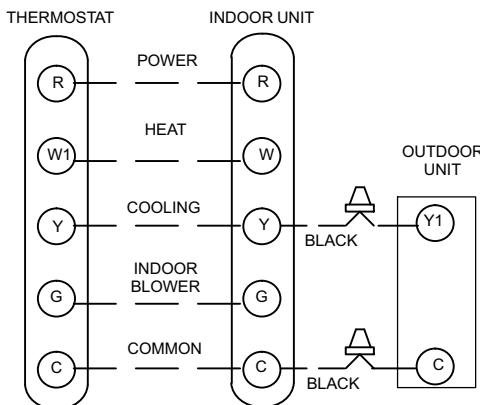 THERMOSTAT
INDOOR UNIT
POWER
R
R
HEAT
W1
W
OUTDOOR
UNIT
COOLING
Y
Y
Y1
BLACK
INDOOR
BLOWER
G
G
COMMON
C
C
C
BLACK